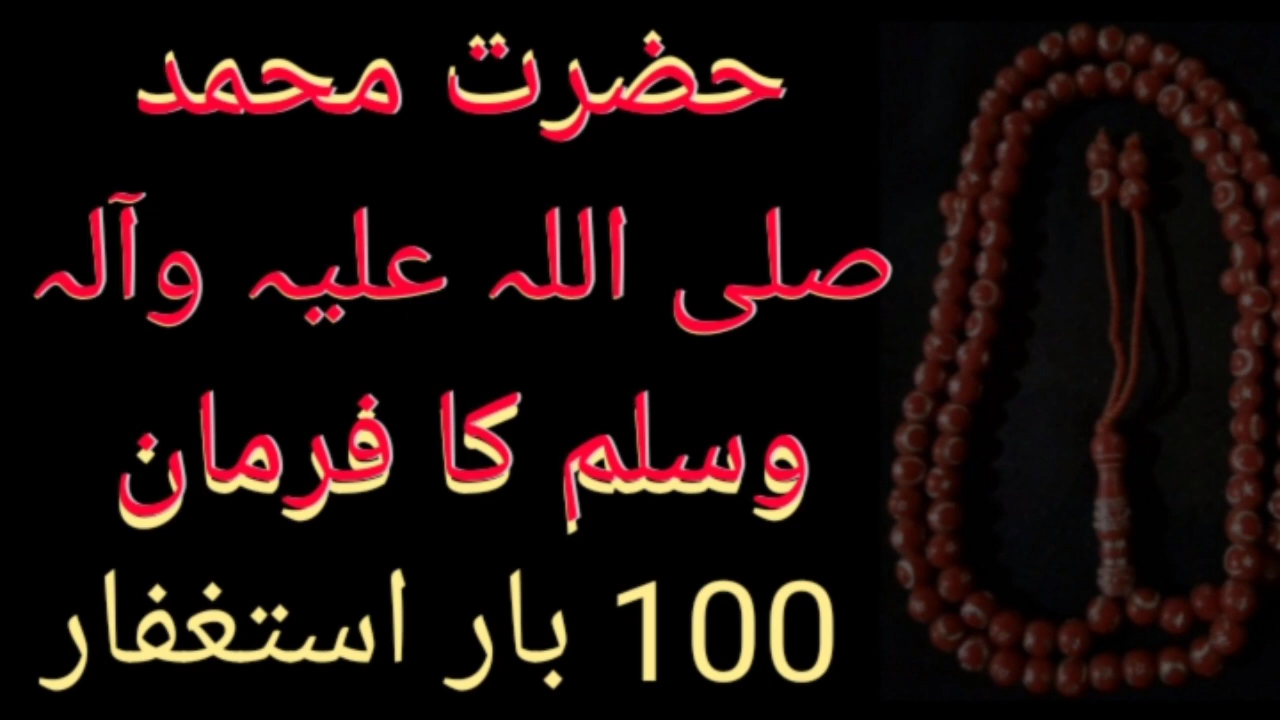 حضرت محمد
صلی اللہ علیہ وآلہ
وسلم کا فرمان
100 بار استغفار